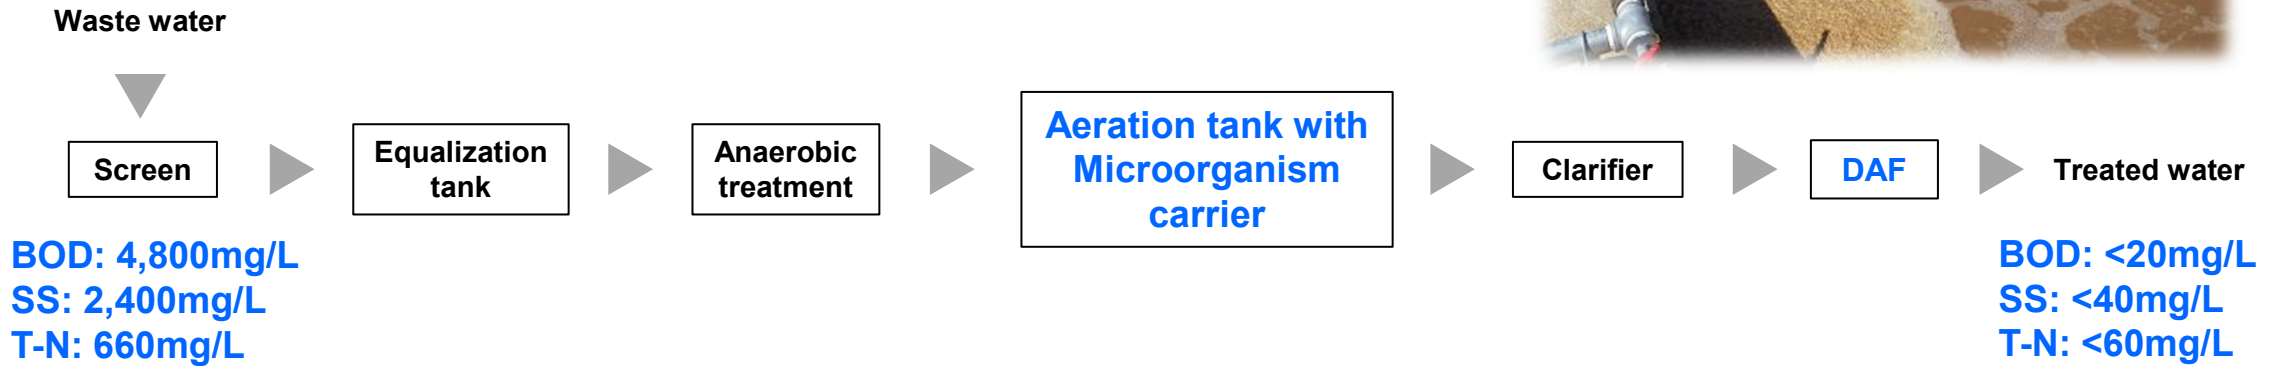 Waste water
Screen
Equalization
tank
Anaerobic
treatment
Aeration tank with
Microorganism
carrier
Clarifier
DAF
Treated water
BOD: 4,800mg/L
SS: 2,400mg/L
T-N: 660mg/L
BOD: <20mg/L
SS: <40mg/L
T-N: <60mg/L